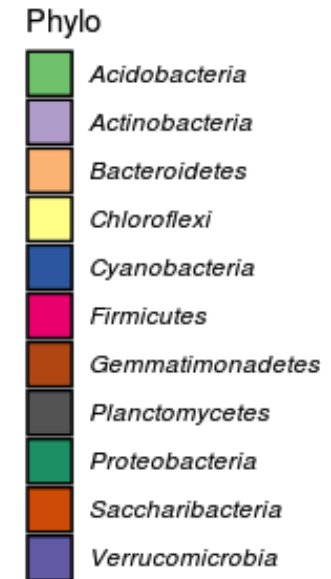 Phylo
Acidobacteria
Actinobacteria
Bacteroidetes
Chloroflexi
Cyanobacteria
Firmicutes
Gemmatimonadetes
Planctomycetes
Proteobacteria
Saccharibacteria
Verrucomicrobia